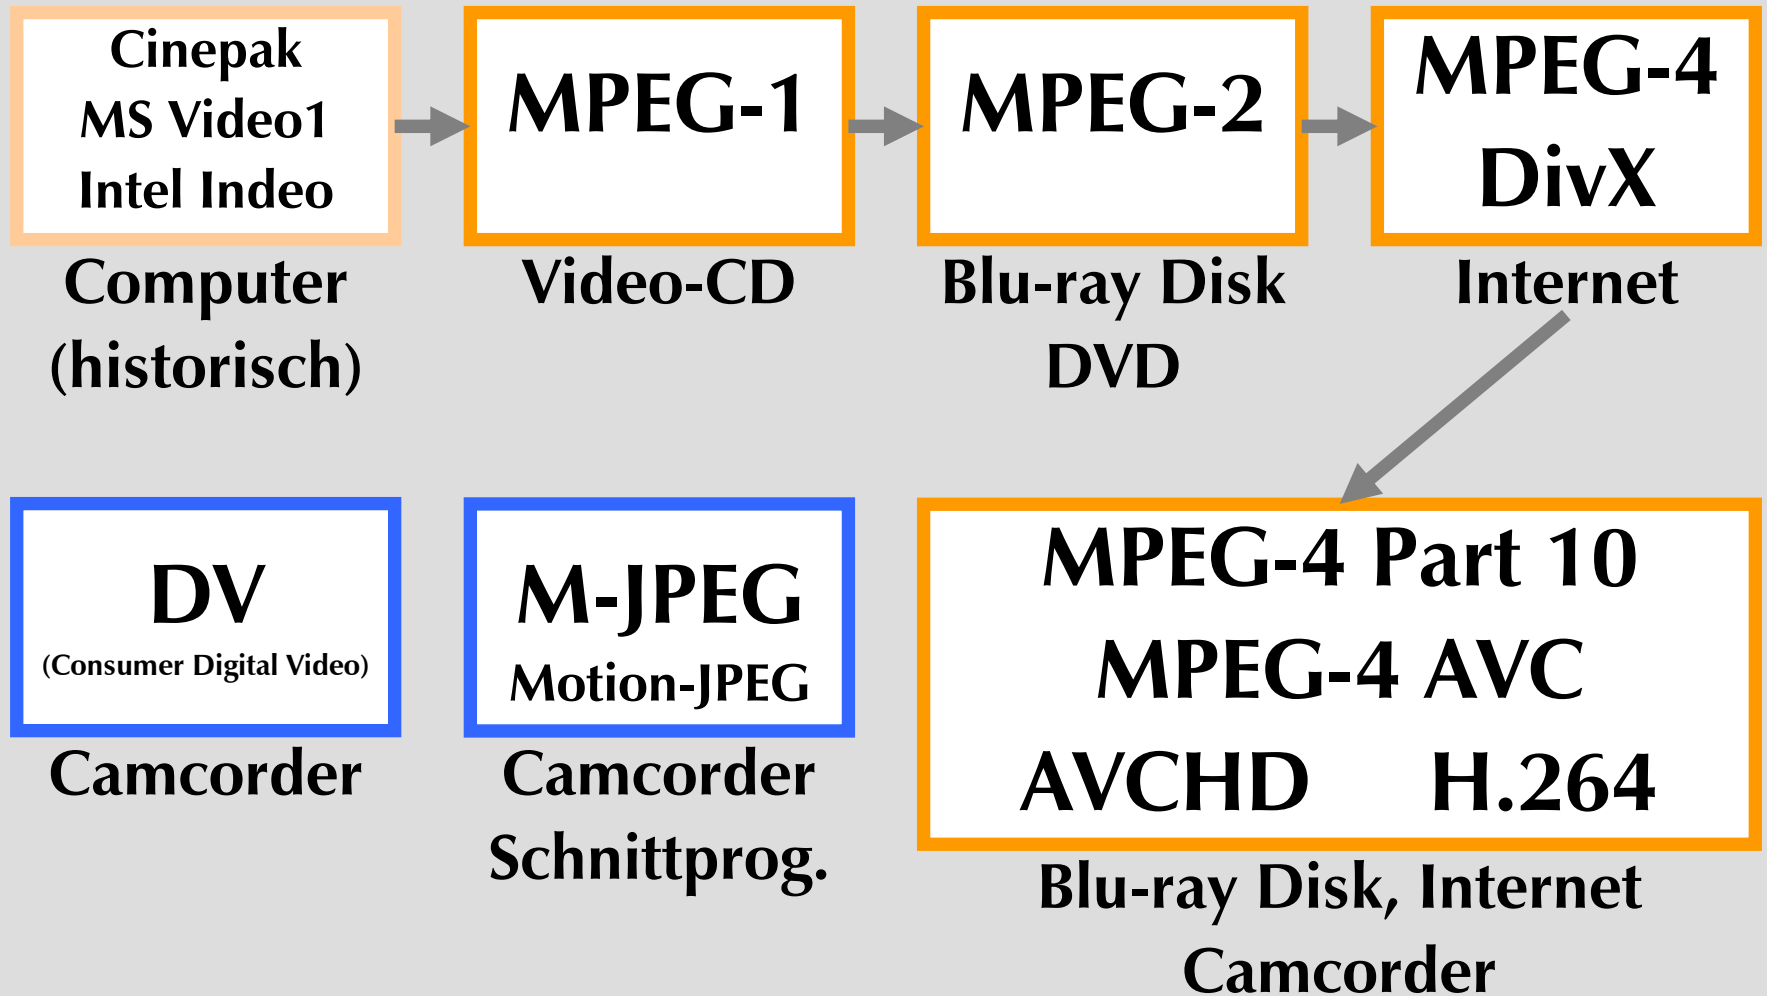 Cinepak
MS Video1
Intel Indeo
Computer
(historisch)
MPEG-1
Video-CD
MPEG-2
Blu-ray Disk
DVD
MPEG-4
DivX
Internet
DV
(Consumer Digital Video)
Camcorder
M-JPEG
Motion-JPEG
Camcorder
Schnittprog.
MPEG-4 Part 10
MPEG-4 AVC
AVCHD H.264
Blu-ray Disk, Internet
Camcorder